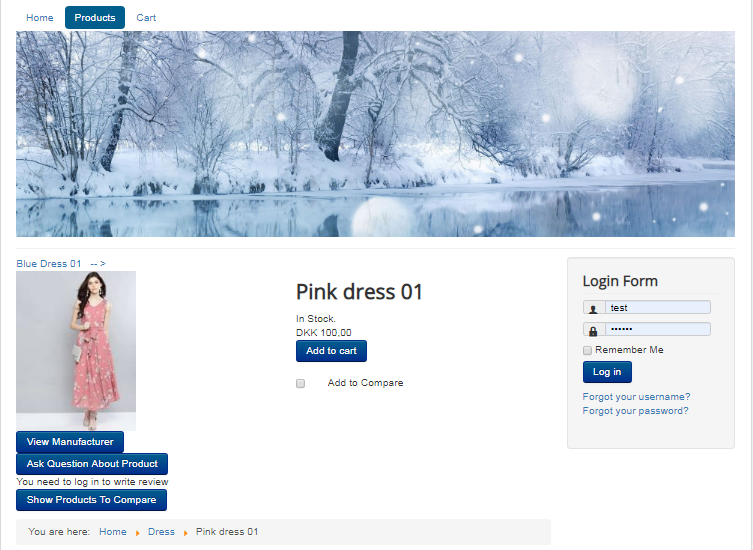 Home Products Cart
Blue Dress 01 -- >
Pink dress 01
In Stock.
DKK 100,00
Add to cart
Add to Compare
View Manufacturer
Ask Question About Product
You need to log in to write review
Show Products To Compare
You are here: Home Dress Pink dress 01
Login Form
test
••••••
Remember Me
Log in
Forgot your username?
Forgot your password?